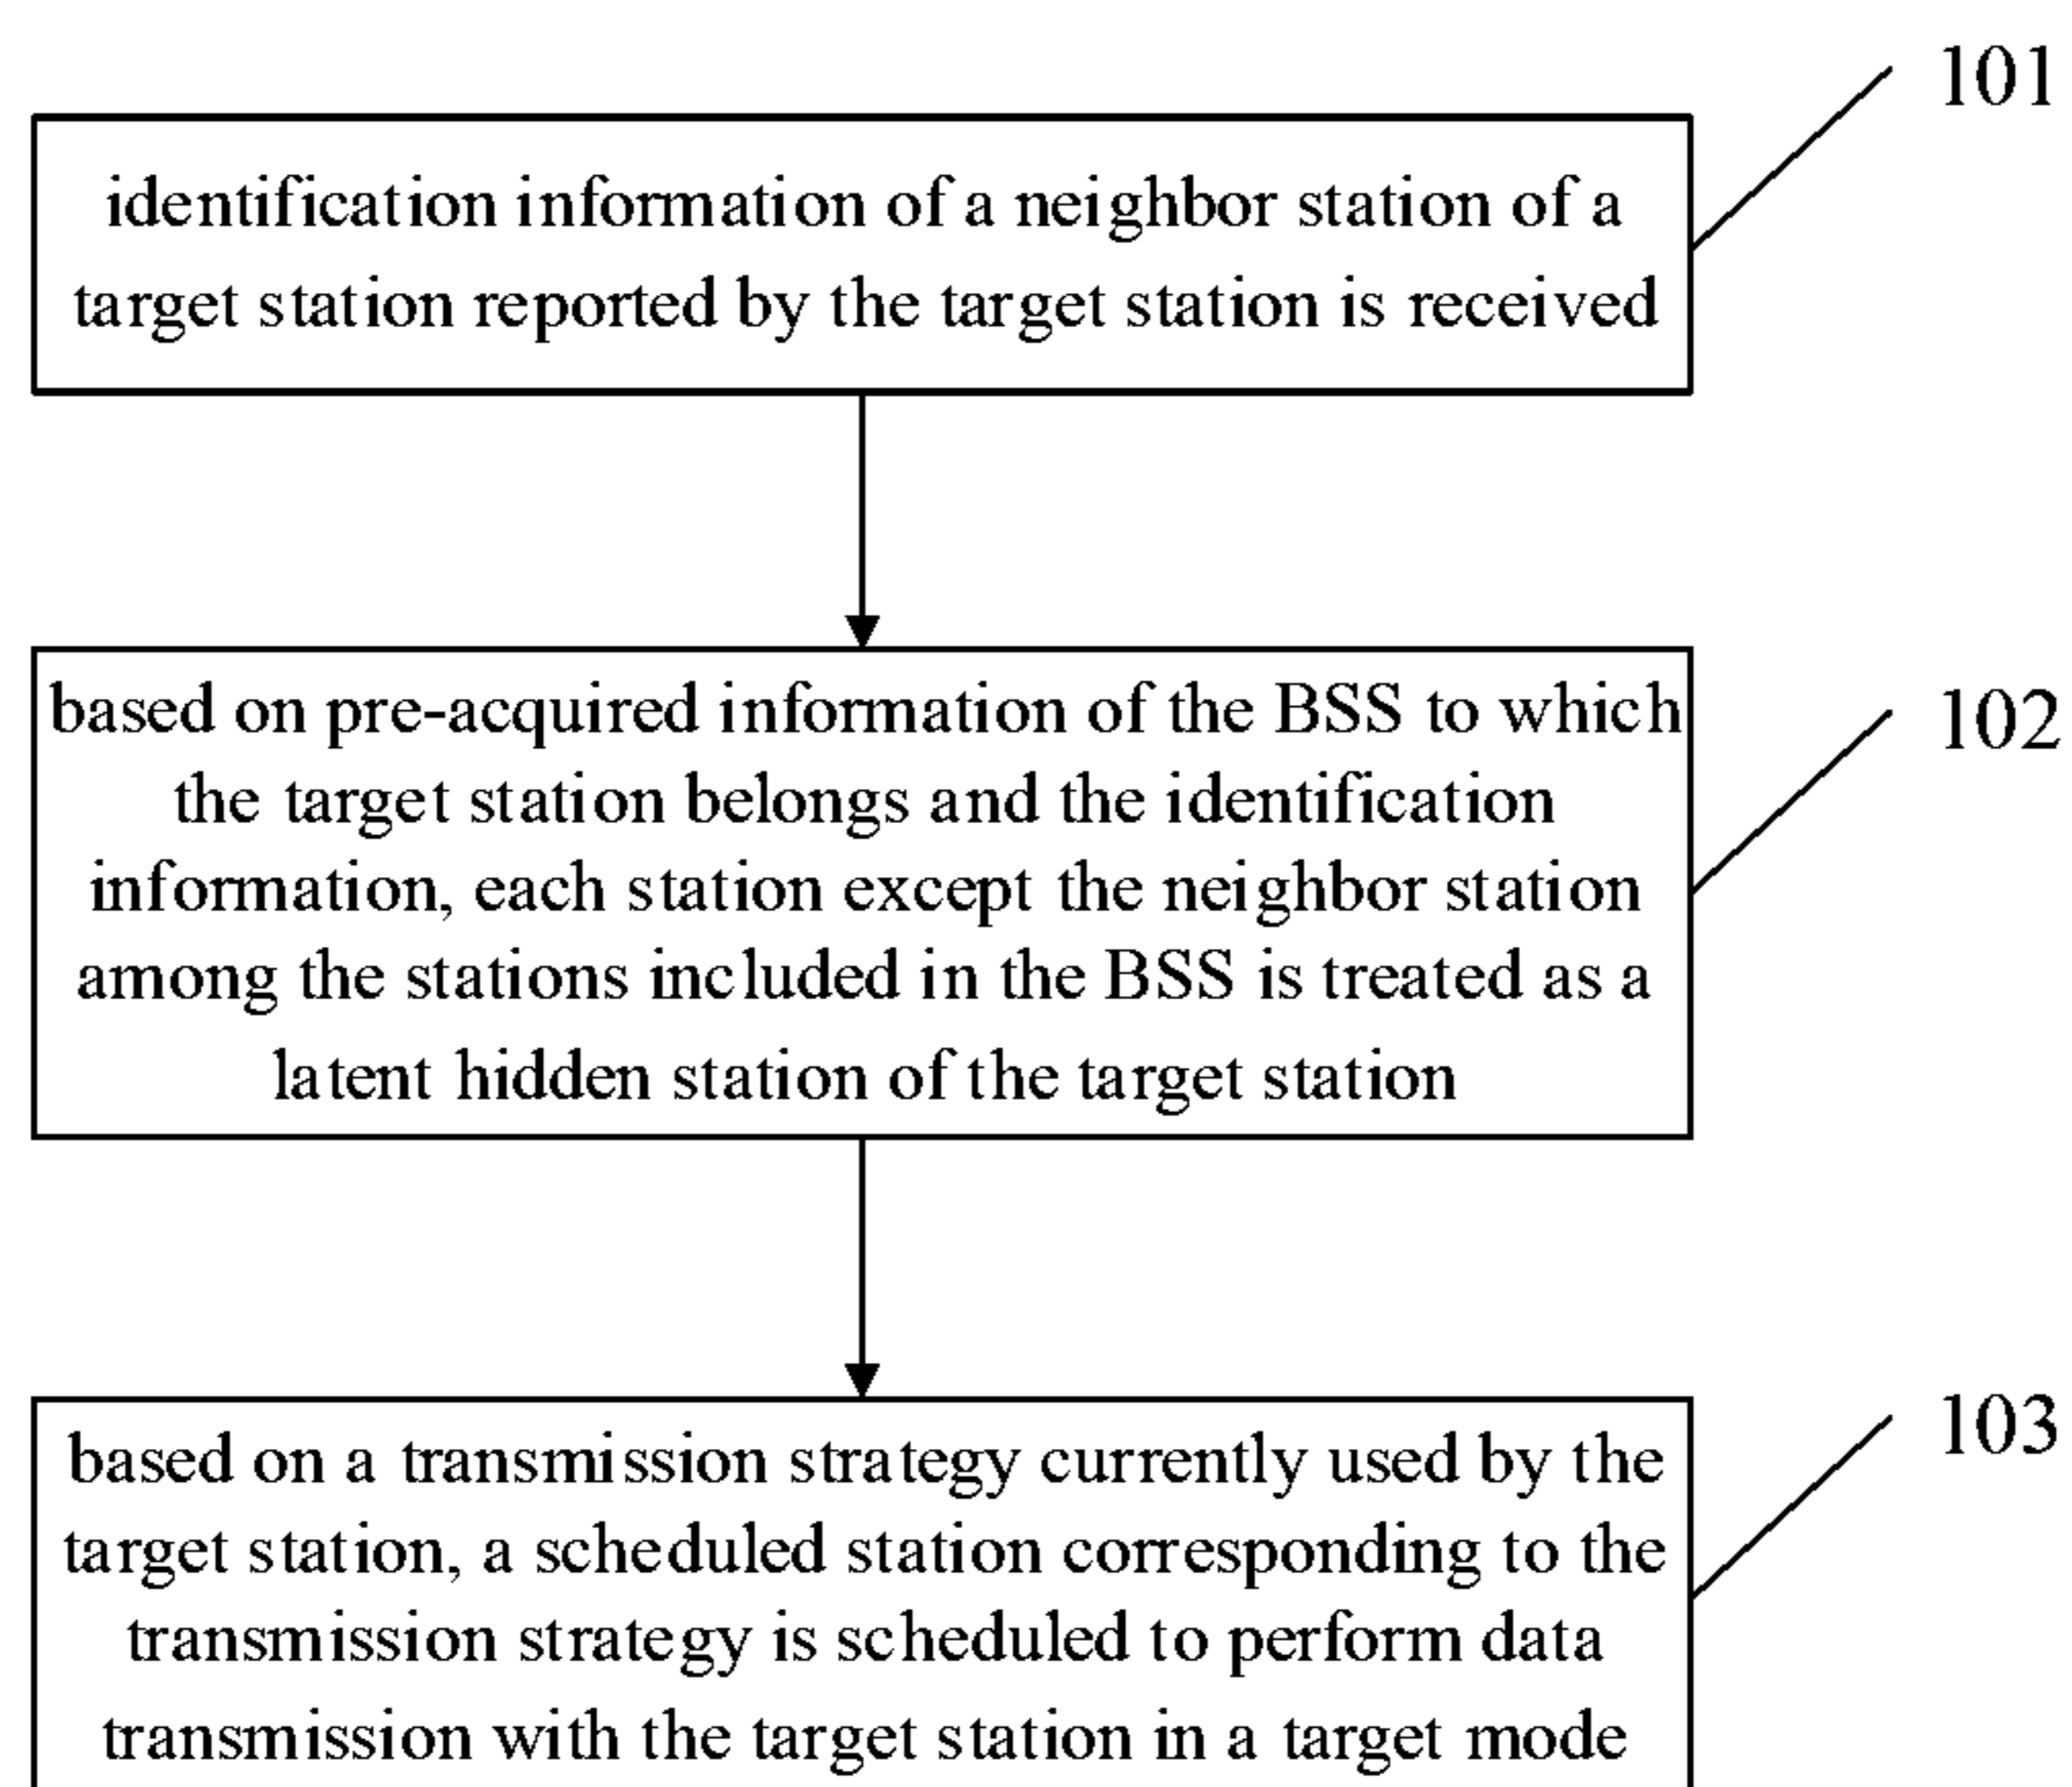 101
identification information of a neighbor station of a
target station reported by the target station is received
102
based on pre-acquired information of the BSS to which
the target station belongs and the identification
information, each station except the neighbor station
among the stations included in the BSS is treated as a
latent hidden station of the target station
103
based on a transmission strategy currently used by the
target station, a scheduled station corresponding to the
transmission strategy is scheduled to perform data
transmission with the target station in a target mode